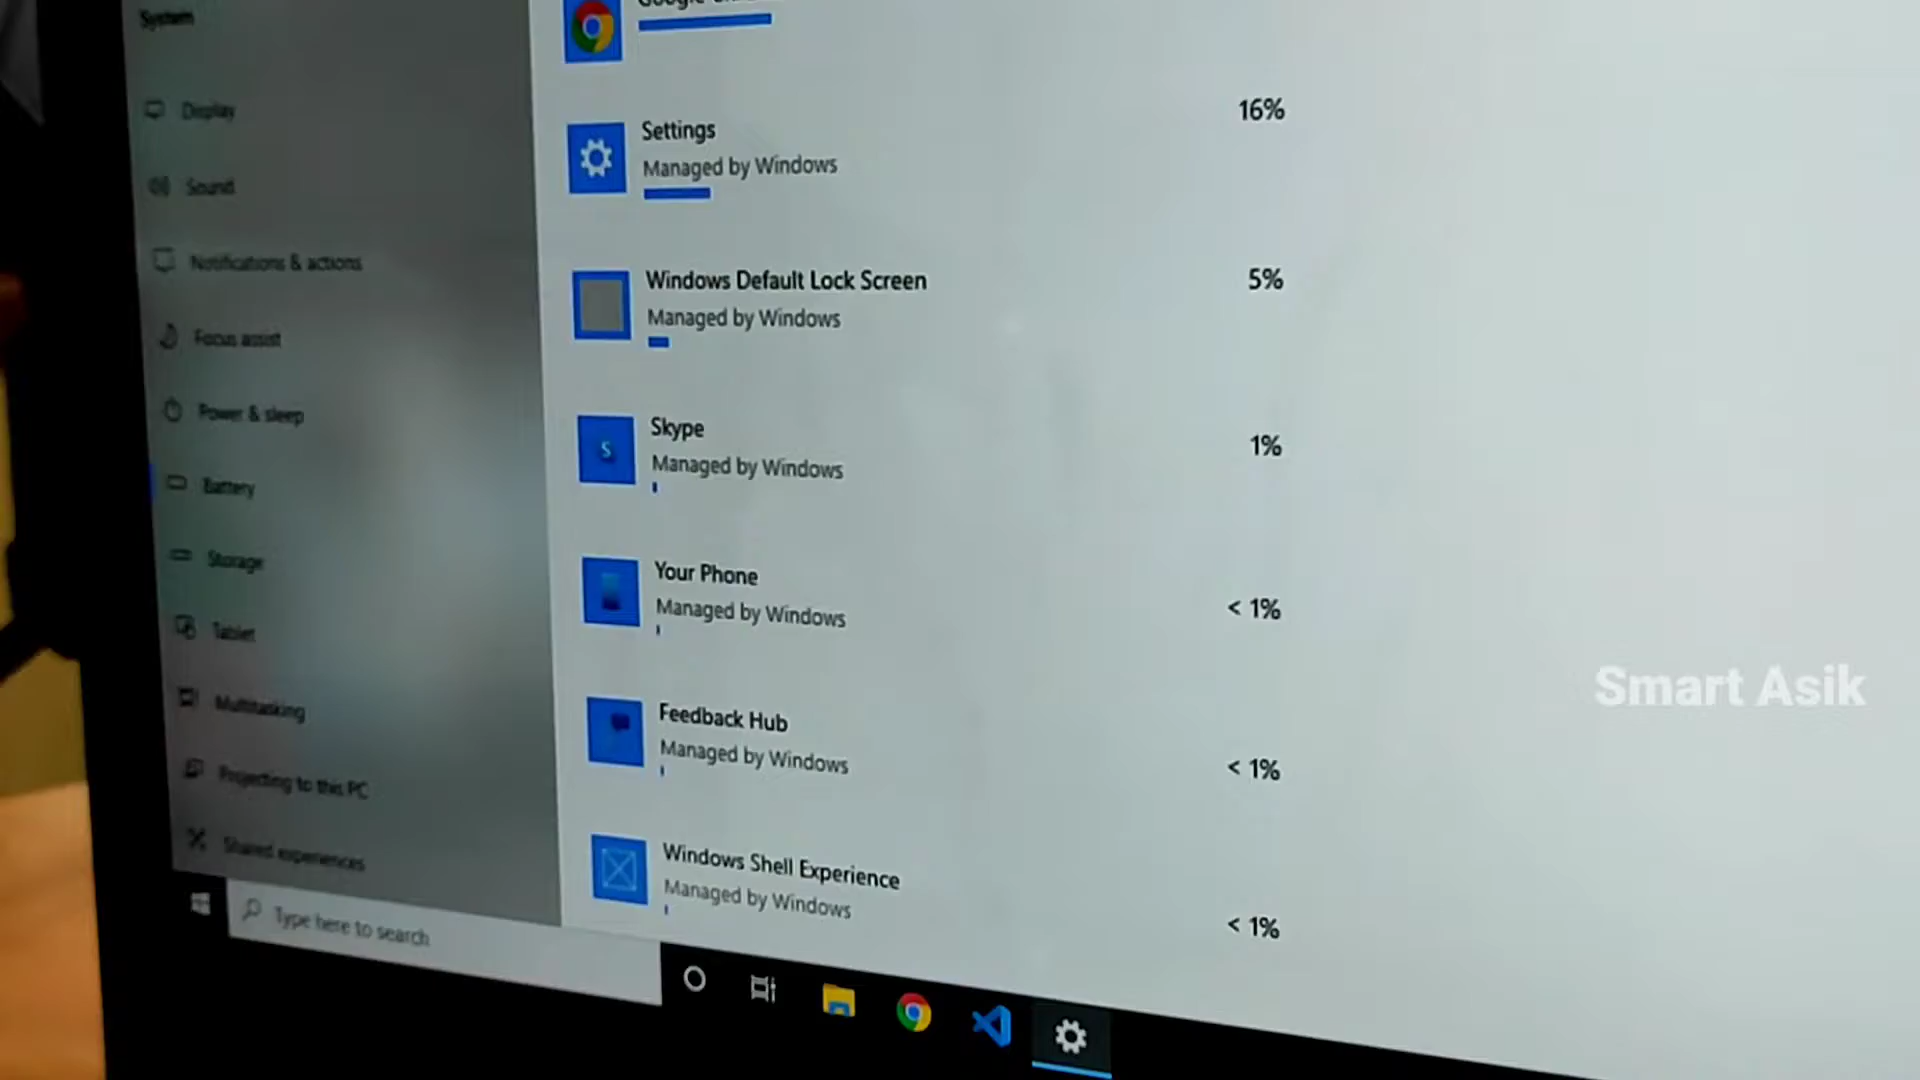 System
Display
Sound
Notifications & actions
Focus assist
Power & sleep
Battery
Storage
Tablet
Multitasking
Projecting to this PC
Shared experiences
Type here to search
Google
Settings
Managed by Windows
16%
Windows Default Lock Screen
Managed by Windows
5%
Skype
Managed by Windows
1%
Your Phone
Managed by Windows
< 1%
Feedback Hub
Managed by Windows
< 1%
Windows Shell Experience
Managed by Windows
< 1%
S
Smart Asik